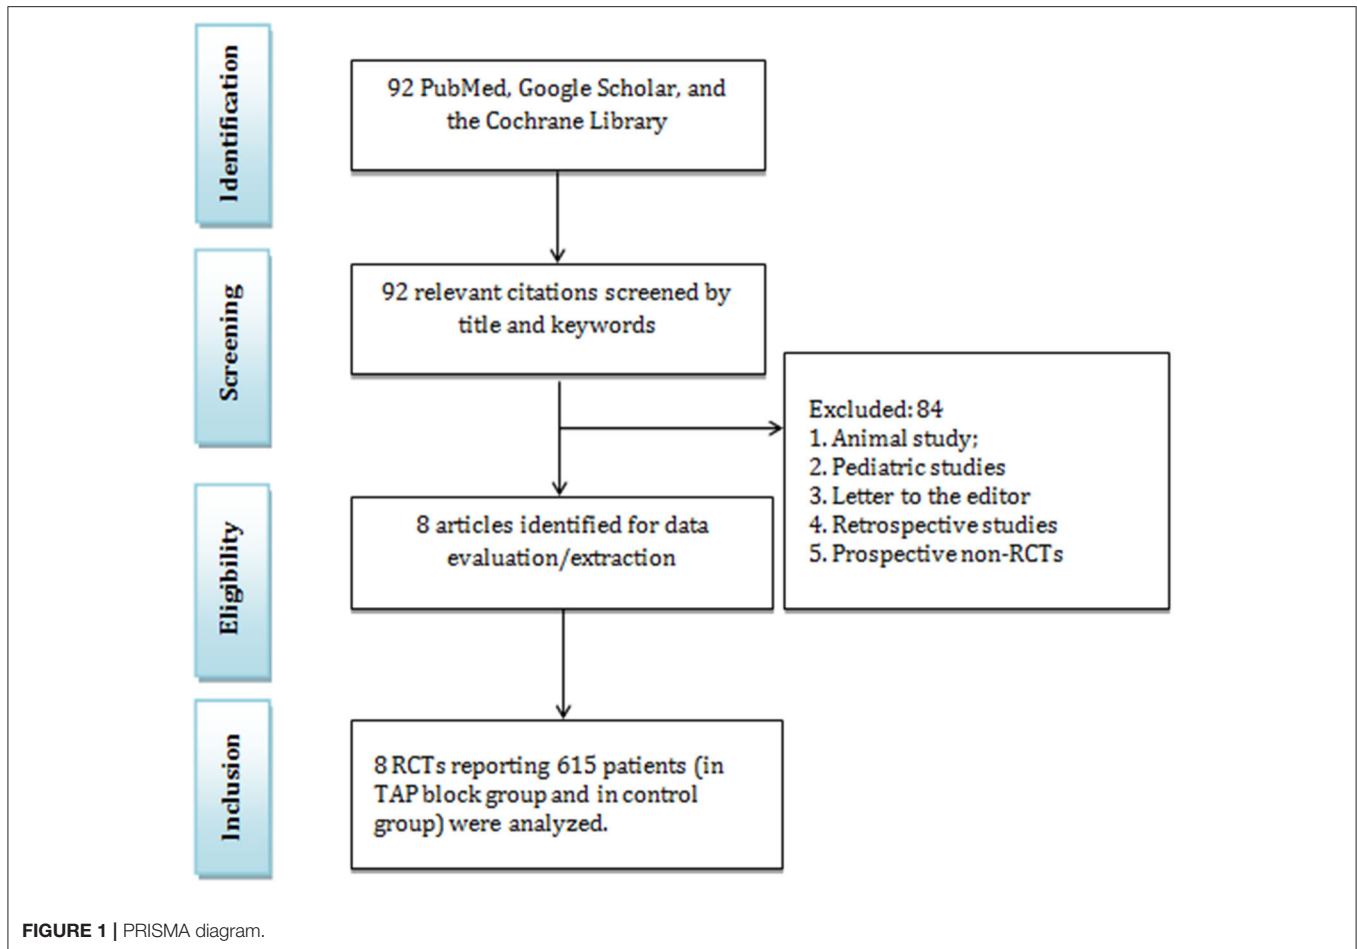 Identification
92 PubMed, Google Scholar, and
the Cochrane Library
Screening
92 relevant citations screened by
title and keywords
Excluded: 84
1. Animal study;
2. Pediatric studies
3. Letter to the editor
4. Retrospective studies
5. Prospective non-RCTs
Eligibility
8 articles identified for data
evaluation/extraction
Inclusion
8 RCTs reporting 615 patients (in
TAP block group and in control
group) were analyzed.
FIGURE 1 | PRISMA diagram.